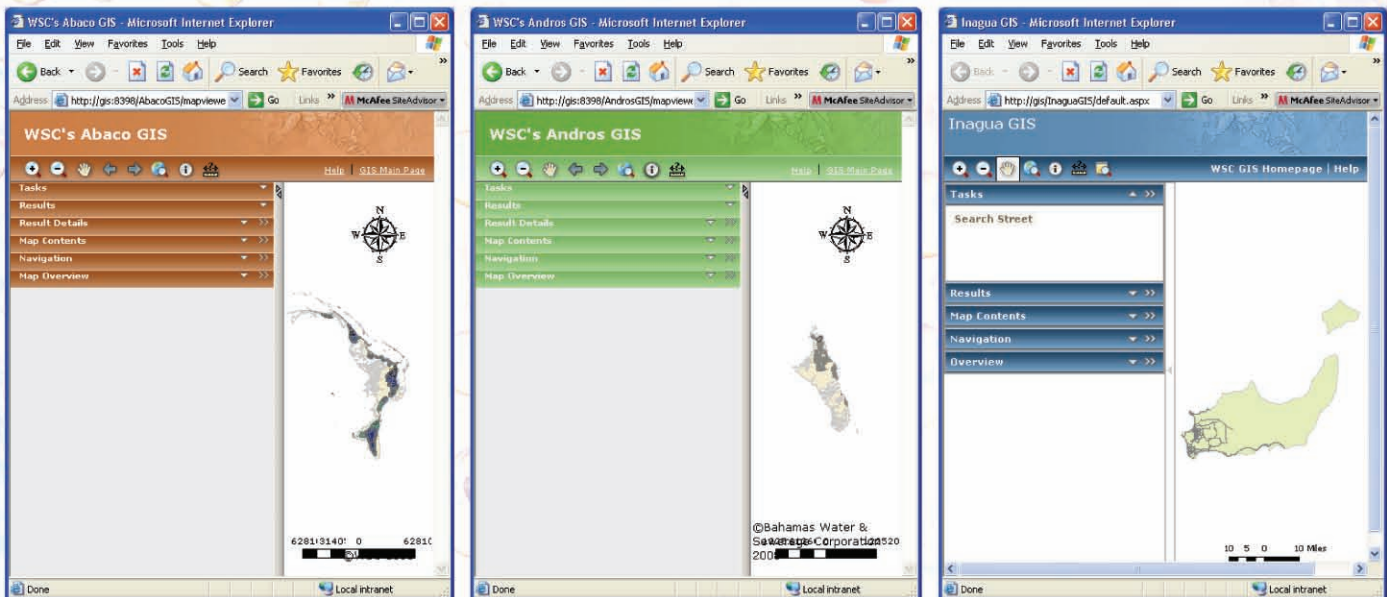 WSC's Abaco GIS - Microsoft Internet Explorer
File Edit View Favorites Tools Help
Back Search Favorites
Address http://gis:8398/AbacoGIS/mapviewe Go Links McAfee SiteAdvisor
WSC's Abaco GIS
Help | GIS Main Page
Tasks
Results
Result Details
Map Contents
Navigation
Map Overview
N
W E
S
0 6281
Done Local intranet
WSC's Andros GIS - Microsoft Internet Explorer
File Edit View Favorites Tools Help
Back Search Favorites
Address http://gis:8398/AndrosGIS/mapview Go Links McAfee SiteAdvisor
WSC's Andros GIS
Help | GIS Main Page
Tasks
Results
Result Details
Map Contents
Navigation
Map Overview
N
W E
S
©Bahamas Water &
Sewerage Corporation
Done Local intranet
Inagua GIS - Microsoft Internet Explorer
File Edit View Favorites Tools Help
Back Search Favorites
Address http://gis/InaguaGIS/default.aspx Go Links McAfee SiteAdvisor
Inagua GIS
WSC GIS Homepage | Help
Tasks
Search Street
Results
Map Contents
Navigation
Overview
10 5 0 10 Miles
Done Local intranet